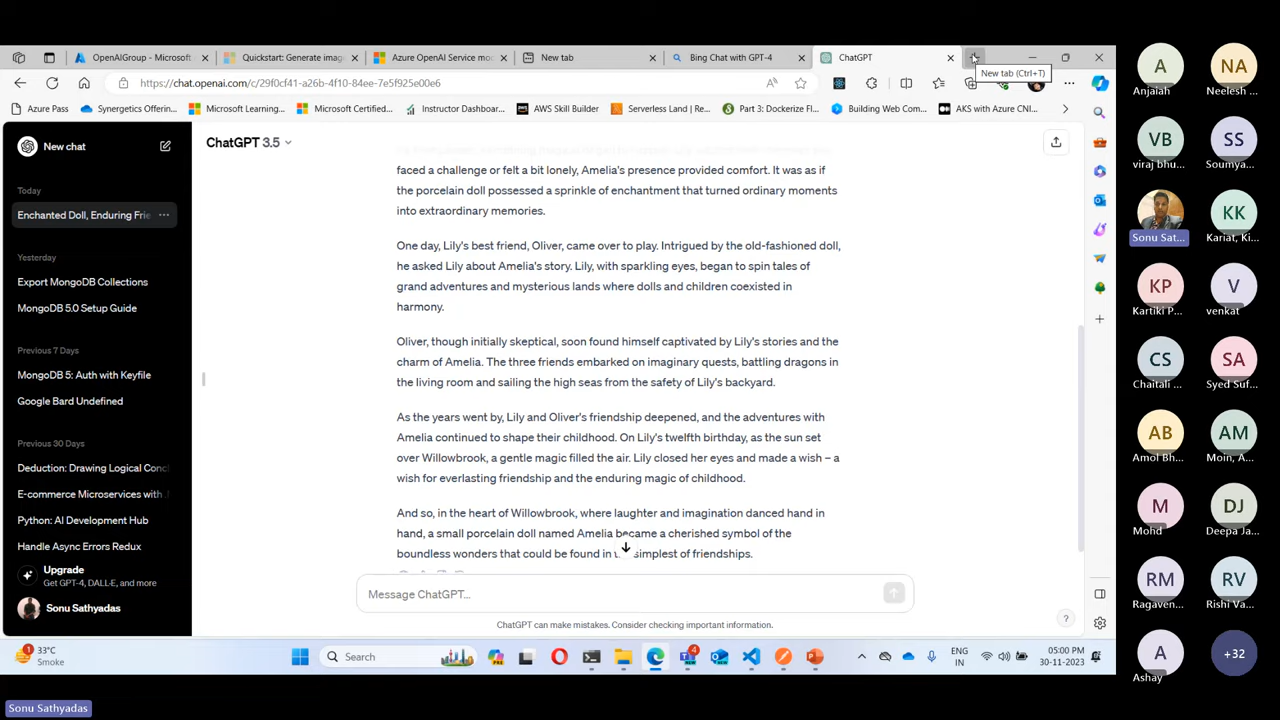 OpenAIGroup - Microsoft
Quickstart: Generate imag
Azure OpenAI Service mod
New tab
Bing Chat with GPT-4
ChatGPT
New tab (Ctrl+T)
https://chat.openai.com/c/29f0cf41-a26b-4f10-84ee-7e5f925e00e6
Azure Pass
Synergetics Offering...
Microsoft Learning...
Microsoft Certified...
Instructor Dashboar...
AWS Skill Builder
Serverless Land | Re...
Part 3: Dockerize Fl...
Building Web Com...
AKS with Azure CNI...
New chat
Today
Enchanted Doll, Enduring Frie
Yesterday
Export MongoDB Collections
MongoDB 5.0 Setup Guide
Previous 7 Days
MongoDB 5: Auth with Keyfile
Google Bard Undefined
Previous 30 Days
Deduction: Drawing Logical Conc
E-commerce Microservices with
Python: AI Development Hub
Handle Async Errors Redux
Upgrade
Get GPT-4, DALL·E, and more
Sonu Sathyadas
ChatGPT 3.5
faced a challenge or felt a bit lonely, Amelia's presence provided comfort. It was as if
the porcelain doll possessed a sprinkle of enchantment that turned ordinary moments
into extraordinary memories.
One day, Lily's best friend, Oliver, came over to play. Intrigued by the old-fashioned doll,
he asked Lily about Amelia's story. Lily, with sparkling eyes, began to spin tales of
grand adventures and mysterious lands where dolls and children coexisted in
harmony.
Oliver, though initially skeptical, soon found himself captivated by Lily's stories and the
charm of Amelia. The three friends embarked on imaginary quests, battling dragons in
the living room and sailing the high seas from the safety of Lily's backyard.
As the years went by, Lily and Oliver's friendship deepened, and the adventures with
Amelia continued to shape their childhood. On Lily's twelfth birthday, as the sun set
over Willowbrook, a gentle magic filled the air. Lily closed her eyes and made a wish – a
wish for everlasting friendship and the enduring magic of childhood.
And so, in the heart of Willowbrook, where laughter and imagination danced hand in
hand, a small porcelain doll named Amelia became a cherished symbol of the
boundless wonders that could be found in simplest of friendships.
Message ChatGPT...
ChatGPT can make mistakes. Consider checking important information.
?
1
33°C
Smoke
Search
4
ENG
IN
05:00 PM
30-11-2023
A
Anjaiah
NA
Neelesh ...
VB
viraj bhu...
SS
Soumya...
Sonu Sat...
KK
Kariat, Ki...
KP
Kartiki P...
V
venkat
CS
Chaitali ...
SA
Syed Suf...
AB
Amol Bh...
AM
Moin, A...
M
Mohd
DJ
Deepa Ja...
RM
Ragaven...
RV
Rishi Va...
A
Ashay
+32
Sonu Sathyadas